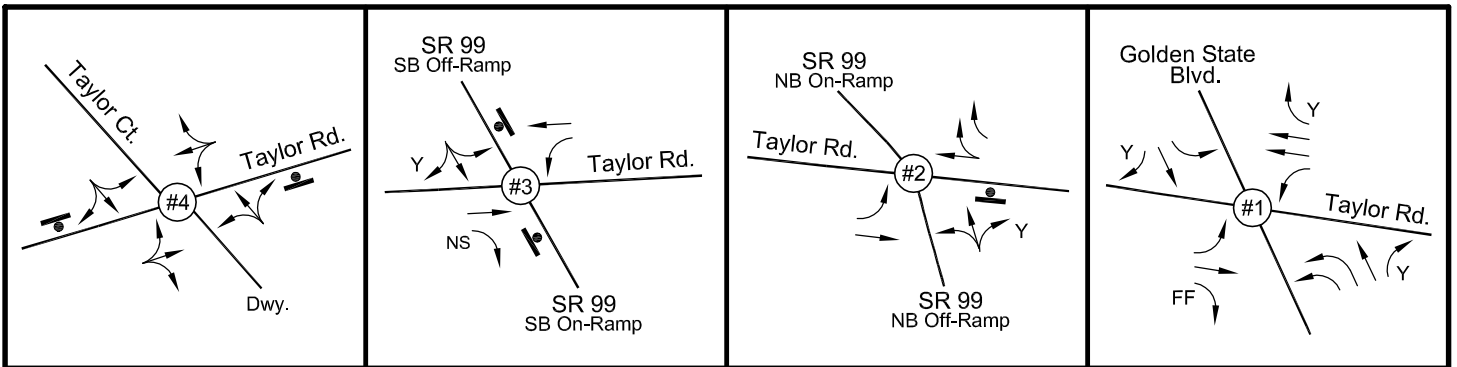 Taylor Ct.
Taylor Rd.
#4
Dwy.
SR 99
SB Off-Ramp
Y
Taylor Rd.
#3
NS
SR 99
SB On-Ramp
SR 99
NB On-Ramp
Taylor Rd.
#2
Y
SR 99
NB Off-Ramp
Golden State
Blvd.
Y
Y
#1
Taylor Rd.
Y
FF